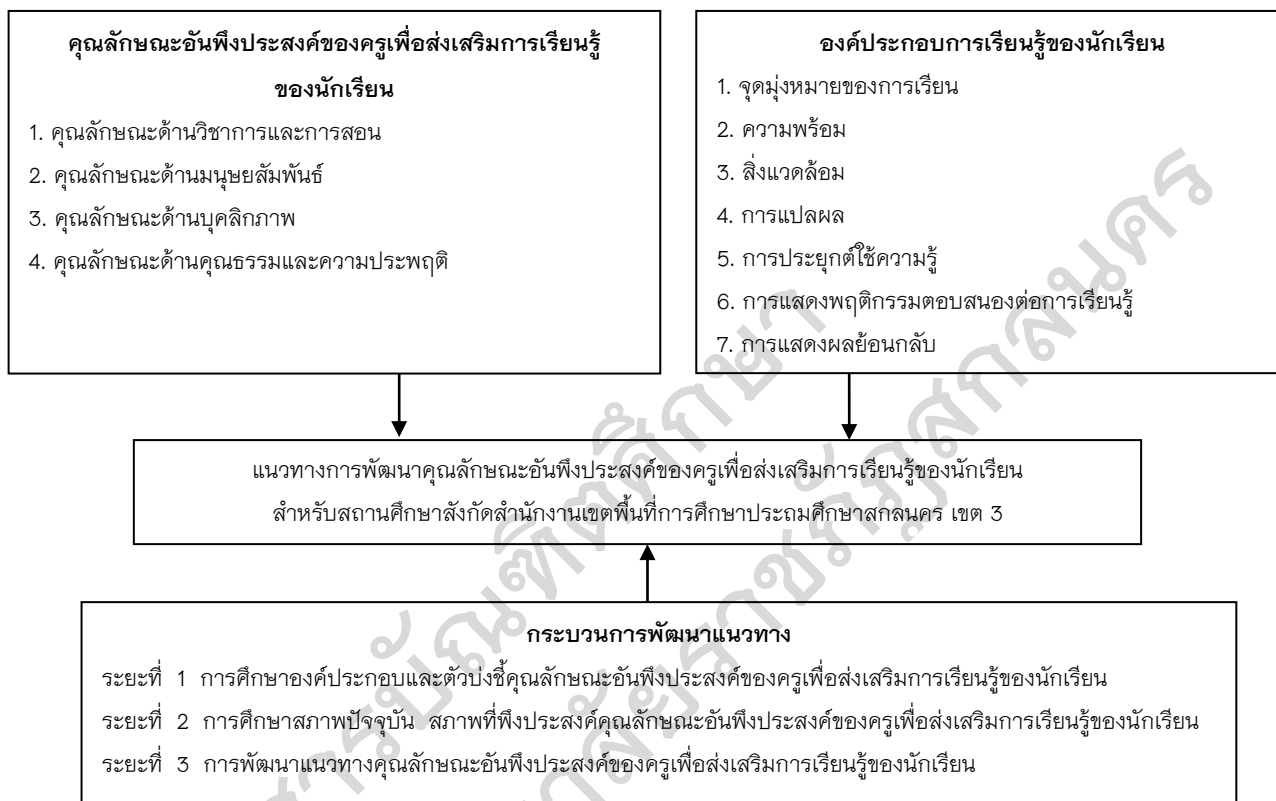 คุณลักษณะอันพึงประสงค์ของครูเพื่อส่งเสริมการเรียนรู้
ของนักเรียน
1. คุณลักษณะด้านวิชาการและการสอน
2. คุณลักษณะด้านมนุษยสัมพันธ์
3. คุณลักษณะด้านบุคลิกภาพ
4. คุณลักษณะด้านคุณธรรมและความประพฤติ
องค์ประกอบการเรียนรู้ของนักเรียน
1. จุดมุ่งหมายของการเรียน
2. ความพร้อม
3. สิ่งแวดล้อม
4. การแปลผล
5. การประยุกต์ใช้ความรู้
6. การแสดงพฤติกรรมตอบสนองต่อการเรียนรู้
7. การแสดงผลย้อนกลับ
แนวทางการพัฒนาคุณลักษณะอันพึงประสงค์ของครูเพื่อส่งเสริมการเรียนรู้ของนักเรียน
สำหรับสถานศึกษาสังกัดสำนักงานเขตพื้นที่การศึกษาประถมศึกษาสกลนคร เขต 3
กระบวนการพัฒนาแนวทาง
ระยะที่ 1 การศึกษาองค์ประกอบและตัวบ่งชี้คุณลักษณะอันพึงประสงค์ของครูเพื่อส่งเสริมการเรียนรู้ของนักเรียน
ระยะที่ 2 การศึกษาสภาพปัจจุบัน สภาพที่พึงประสงค์คุณลักษณะอันพึงประสงค์ของครูเพื่อส่งเสริมการเรียนรู้ของนักเรียน
ระยะที่ 3 การพัฒนาแนวทางคุณลักษณะอันพึงประสงค์ของครูเพื่อส่งเสริมการเรียนรู้ของนักเรียน